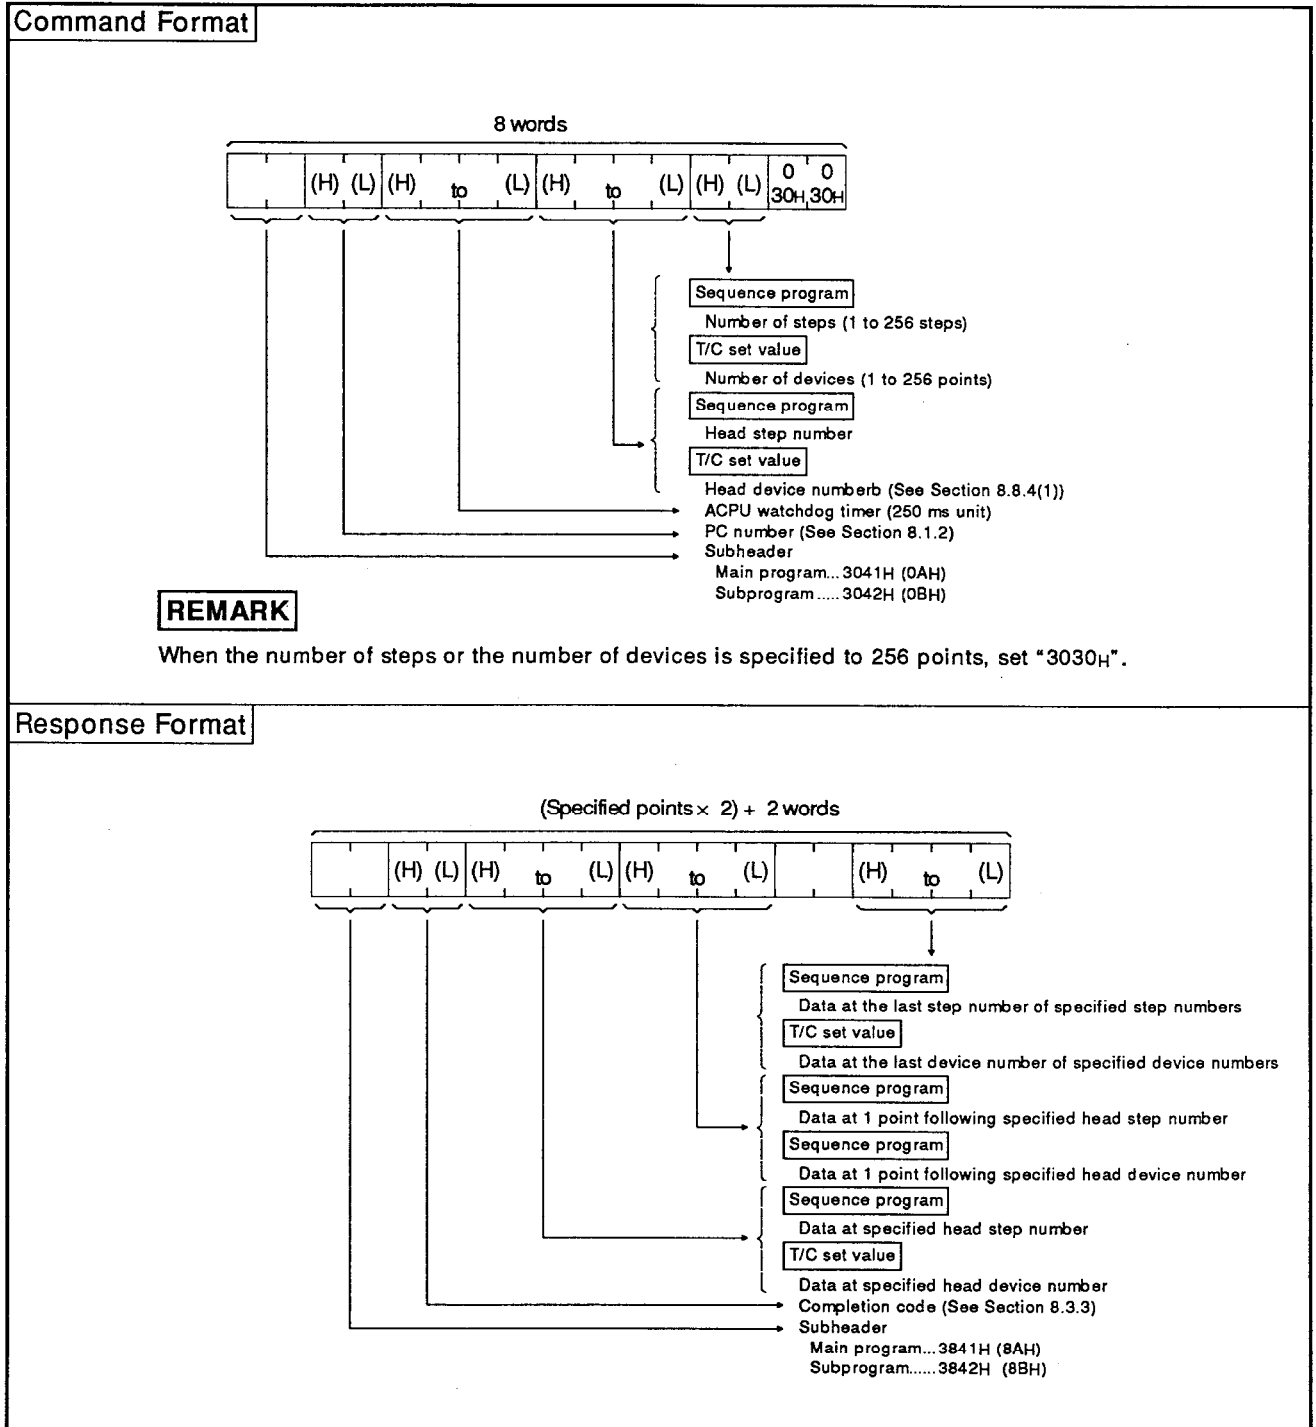 Command Format
8 words
(H) (L) (H) to (L) (H) to (L) (H) (L) 0 0
30H 30H
Sequence program
Number of steps (1 to 256 steps)
T/C set value
Number of devices (1 to 256 points)
Sequence program
Head step number
T/C set value
Head device numberb (See Section 8.8.4(1))
ACPU watchdog timer (250 ms unit)
PC number (See Section 8.1.2)
Subheader
Main program...3041H (0AH)
Subprogram.....3042H (0BH)
REMARK
When the number of steps or the number of devices is specified to 256 points, set "3030H".
Response Format
(Specified points × 2) + 2 words
(H) (L) (H) to (L) (H) to (L) (H) to (L)
Sequence program
Data at the last step number of specified step numbers
T/C set value
Data at the last device number of specified device numbers
Sequence program
Data at 1 point following specified head step number
Sequence program
Data at 1 point following specified head device number
Sequence program
Data at specified head step number
T/C set value
Data at specified head device number
Completion code (See Section 8.3.3)
Subheader
Main program...3841H (8AH)
Subprogram......3842H (8BH)